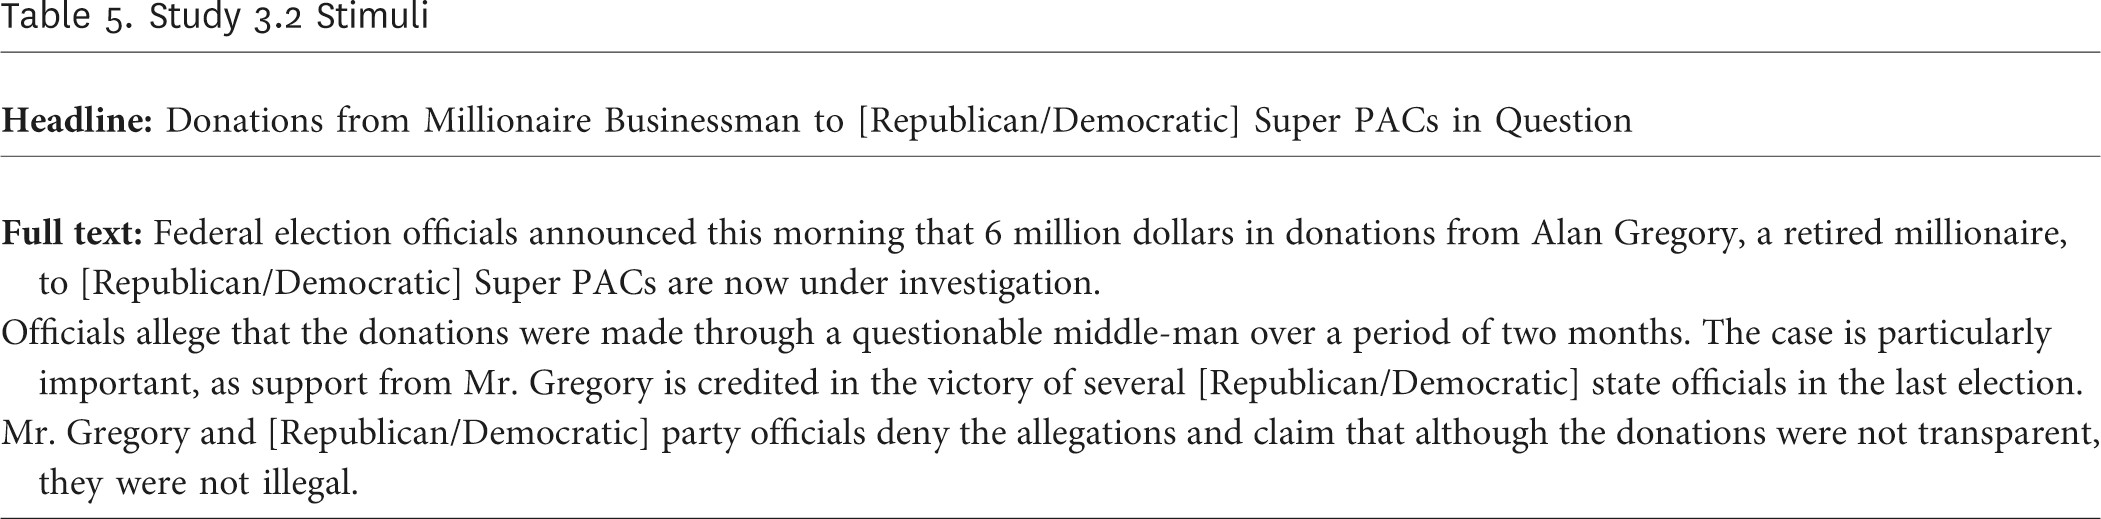 Table 5. Study 3.2 Stimuli
Headline: Donations from Millionaire Businessman to [Republican/Democratic] Super PACs in Question
Full text: Federal election officials announced this morning that 6 million dollars in donations from Alan Gregory, a retired millionaire,
to [Republican/Democratic] Super PACs are now under investigation.
Officials allege that the donations were made through a questionable middle-man over a period of two months. The case is particularly
important, as support from Mr. Gregory is credited in the victory of several [Republican/Democratic] state officials in the last election.
Mr. Gregory and [Republican/Democratic] party officials deny the allegations and claim that although the donations were not transparent,
they were not illegal.